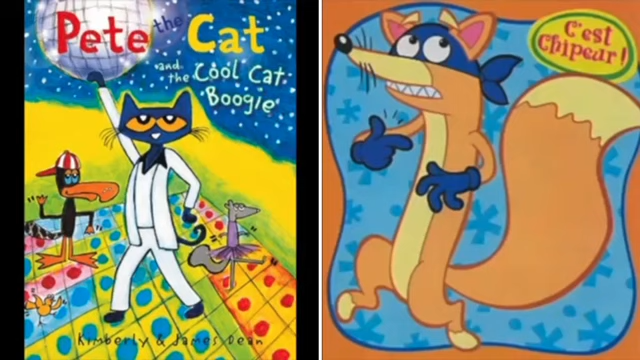 Pete the Cat
and the Cool Cat
Boogie
Kimberly & James Dean
C'est
Chipeur!